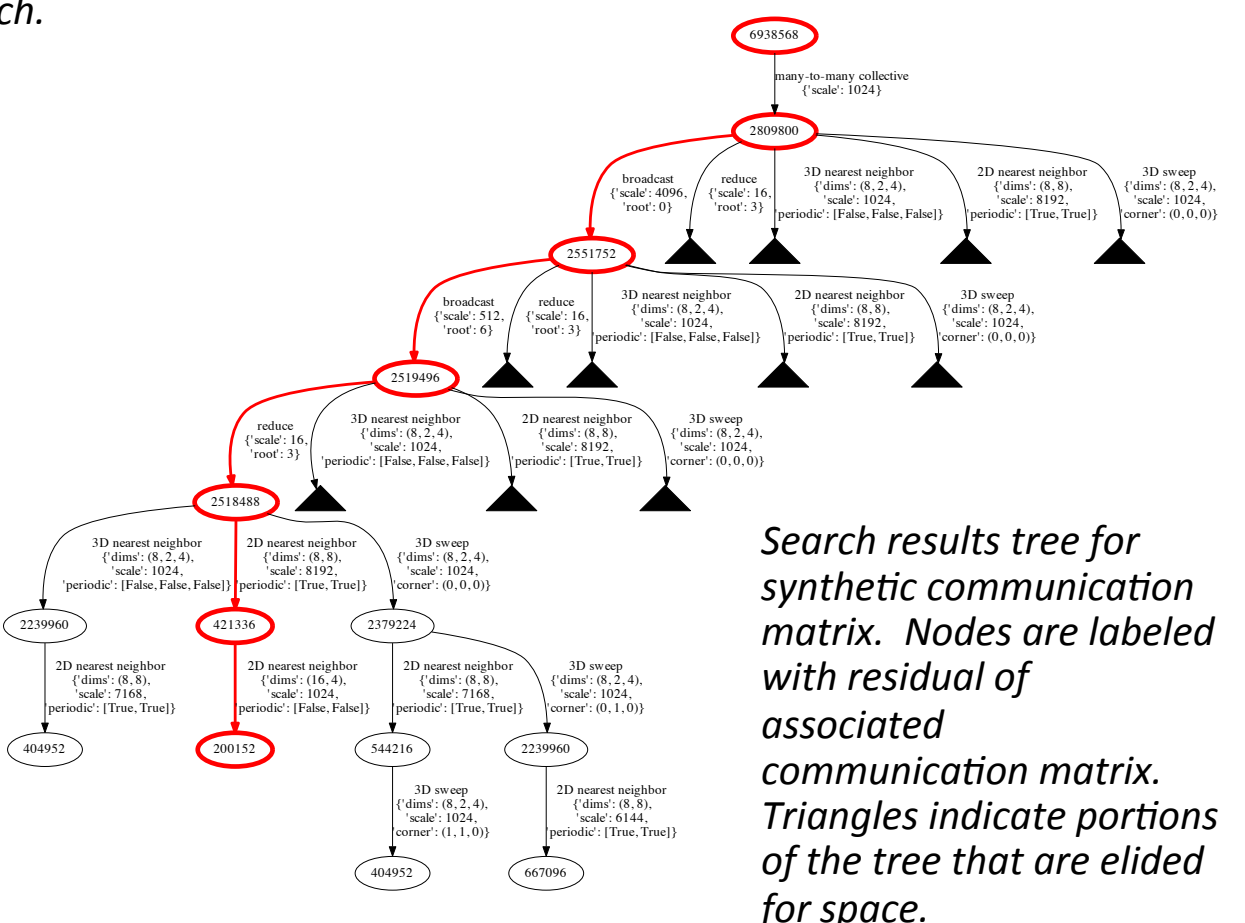 ch.
6938568
many-to-many collective
{'scale': 1024}
2809800
broadcast
{'scale': 4096,
'root': 0}
reduce
{'scale': 16,
'root': 3}
3D nearest neighbor
{'dims': (8, 2, 4),
'scale': 1024,
'periodic': [False, False, False]}
2D nearest neighbor
{'dims': (8, 8),
'scale': 8192,
'periodic': [True, True]}
3D sweep
{'dims': (8, 2, 4),
'scale': 1024,
'corner': (0, 0, 0)}
2551752
broadcast
{'scale': 512,
'root': 6}
reduce
{'scale': 16,
'root': 3}
3D nearest neighbor
{'dims': (8, 2, 4),
'scale': 1024,
'periodic': [False, False, False]}
2D nearest neighbor
{'dims': (8, 8),
'scale': 8192,
'periodic': [True, True]}
3D sweep
{'dims': (8, 2, 4),
'scale': 1024,
'corner': (0, 0, 0)}
2519496
reduce
{'scale': 16,
'root': 3}
3D nearest neighbor
{'dims': (8, 2, 4),
'scale': 1024,
'periodic': [False, False, False]}
2D nearest neighbor
{'dims': (8, 8),
'scale': 8192,
'periodic': [True, True]}
3D sweep
{'dims': (8, 2, 4),
'scale': 1024,
'corner': (0, 0, 0)}
2518488
3D nearest neighbor
{'dims': (8, 2, 4),
'scale': 1024,
'periodic': [False, False, False]}
2D nearest neighbor
{'dims': (8, 8),
'scale': 8192,
'periodic': [True, True]}
3D sweep
{'dims': (8, 2, 4),
'scale': 1024,
'corner': (0, 0, 0)}
2239960
421336
2379224
2D nearest neighbor
{'dims': (8, 8),
'scale': 7168,
'periodic': [True, True]}
2D nearest neighbor
{'dims': (16, 4),
'scale': 1024,
'periodic': [False, False]}
2D nearest neighbor
{'dims': (8, 8),
'scale': 7168,
'periodic': [True, True]}
3D sweep
{'dims': (8, 2, 4),
'scale': 1024,
'corner': (0, 1, 0)}
404952
200152
544216
2239960
3D sweep
{'dims': (8, 2, 4),
'scale': 1024,
'corner': (1, 1, 0)}
2D nearest neighbor
{'dims': (8, 8),
'scale': 6144,
'periodic': [True, True]}
404952
667096
Search results tree for
synthetic communication
matrix.  Nodes are labeled
with residual of
associated
communication matrix.
Triangles indicate portions
of the tree that are elided
for space.